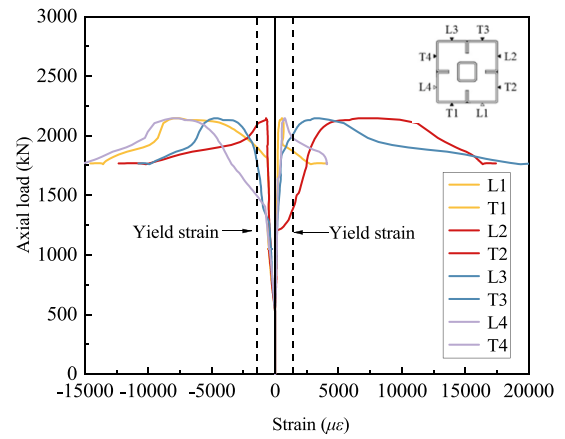 3000
2500
2000
1500
1000
500
0
Axial load (kN)
L3 T3
T4 L2
L4 T2
T1 L1
Yield strain
Yield strain
L1
T1
L2
T2
L3
T3
L4
T4
-15000 -10000 -5000 0 5000 10000 15000 20000
Strain (με)